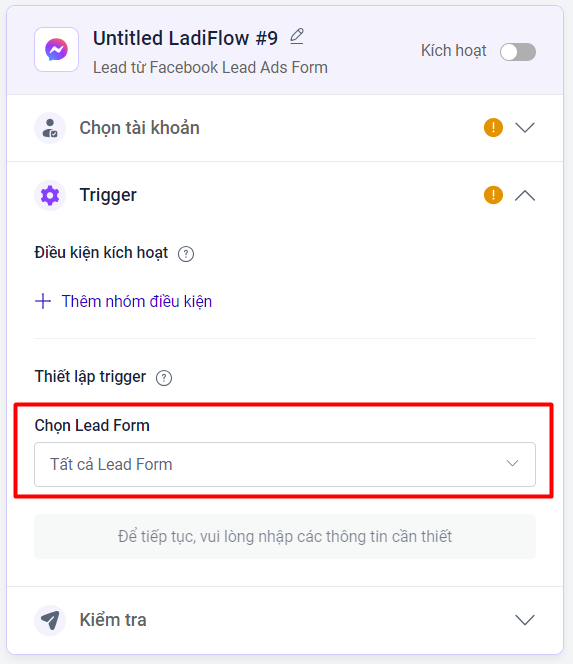 Untitled LadiFlow #9
Lead từ Facebook Lead Ads Form
Kích hoạt
Chọn tài khoản
!
Trigger
!
Điều kiện kích hoạt ?
+ Thêm nhóm điều kiện
Thiết lập trigger ?
Chọn Lead Form
Tất cả Lead Form
Để tiếp tục, vui lòng nhập các thông tin cần thiết
Kiểm tra